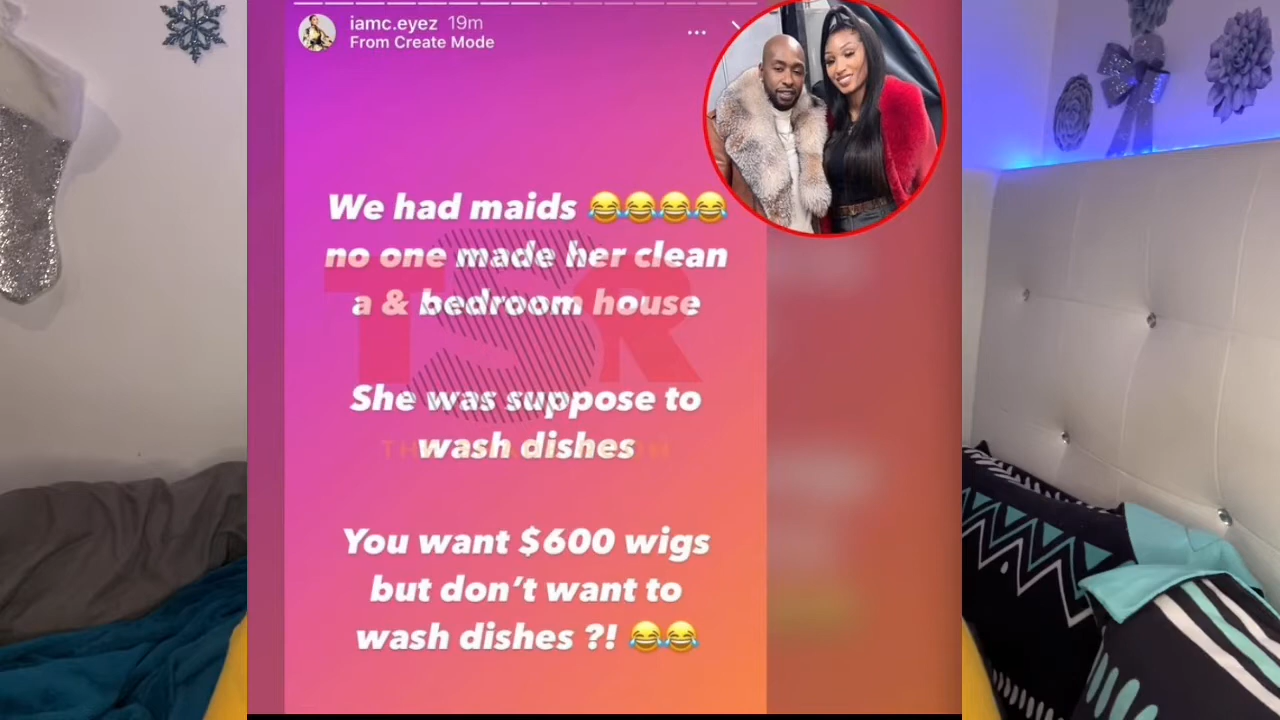 iamc.eyez 19m
From Create Mode
We had maids 😂😂😂😂
no one made her clean
a & bedroom house
She was suppose to
wash dishes
You want $600 wigs
but don’t want to
wash dishes ?! 😂😂
TSR